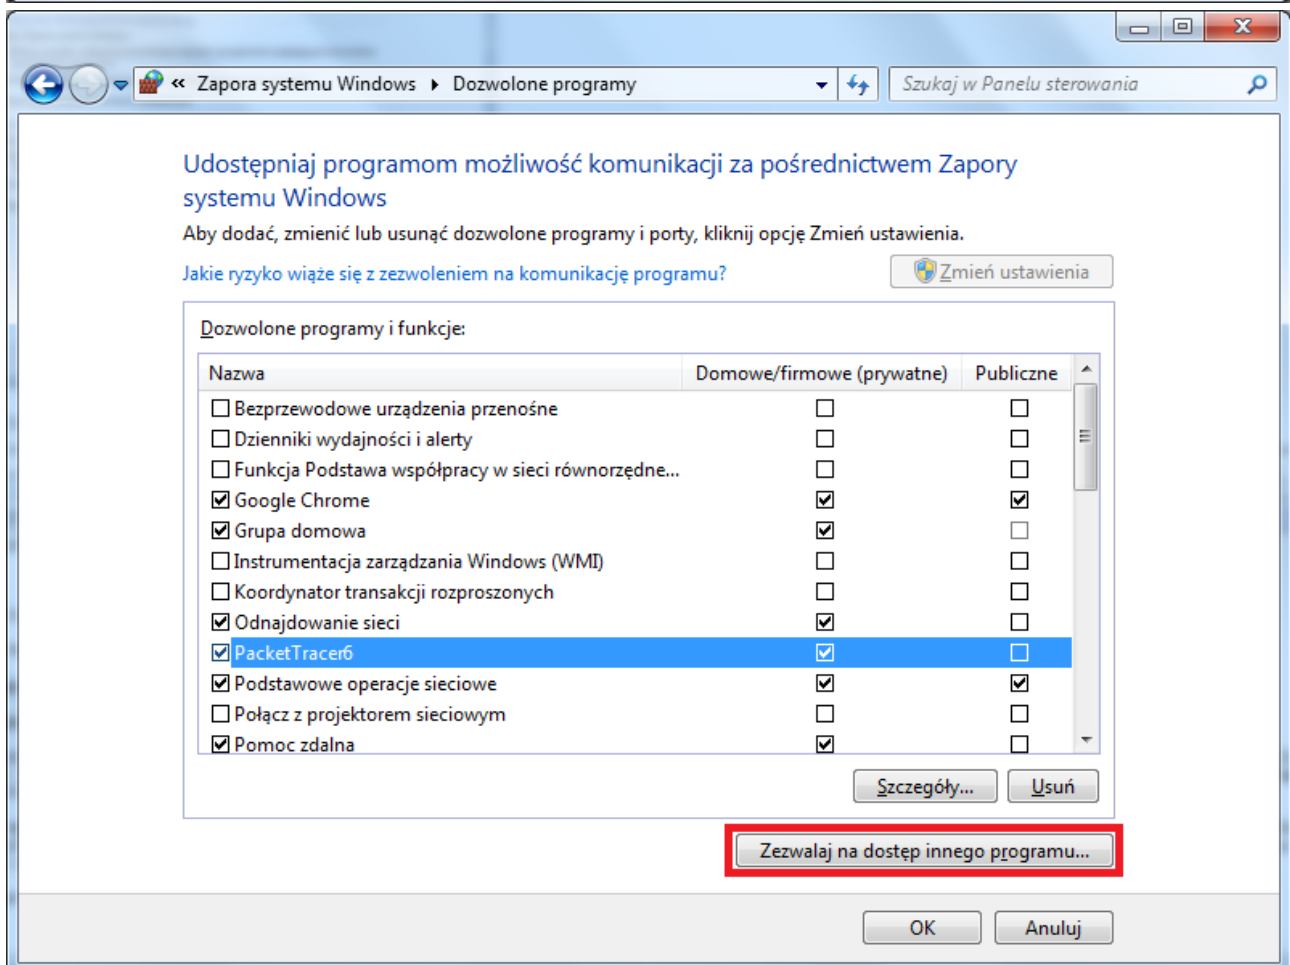 « Zapora systemu Windows ▸ Dozwolone programy
Szukaj w Panelu sterowania
Udostępniaj programom możliwość komunikacji za pośrednictwem Zapory
systemu Windows
Aby dodać, zmienić lub usunąć dozwolone programy i porty, kliknij opcję Zmień ustawienia.
Jakie ryzyko wiąże się z zezwoleniem na komunikację programu?
Zmień ustawienia
Dozwolone programy i funkcje:
Nazwa Domowe/firmowe (prywatne) Publiczne
Bezprzewodowe urządzenia przenośne
Dzienniki wydajności i alerty
Funkcja Podstawa współpracy w sieci równorzędne...
Google Chrome
Grupa domowa
Instrumentacja zarządzania Windows (WMI)
Koordynator transakcji rozproszonych
Odnajdowanie sieci
PacketTracer6
Podstawowe operacje sieciowe
Połącz z projektorem sieciowym
Pomoc zdalna
Szczegóły... Usuń
Zezwalaj na dostęp innego programu...
OK Anuluj